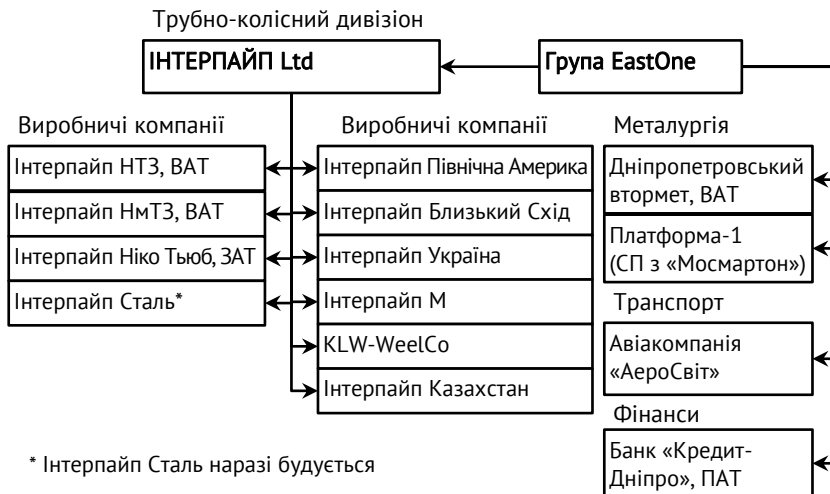 Трубно-колісний дивізіон
ІНТЕРПАЙП Ltd
Група EastOne
Виробничі компанії
Інтерпайп НТЗ, ВАТ
Інтерпайп НмТЗ, ВАТ
Інтерпайп Ніко Тьюб, ЗАТ
Інтерпайп Сталь*
Виробничі компанії
Інтерпайп Північна Америка
Інтерпайп Близький Схід
Інтерпайп Україна
Інтерпайп М
KLW-WeelCo
Інтерпайп Казахстан
Металургія
Дніпропетровський
втормет, ВАТ
Платформа-1
(СП з «Мосмартон»)
Транспорт
Авіакомпанія
«АероСвіт»
Фінанси
Банк «Кредит-
Дніпро», ПАТ
* Інтерпайп Сталь наразі будується